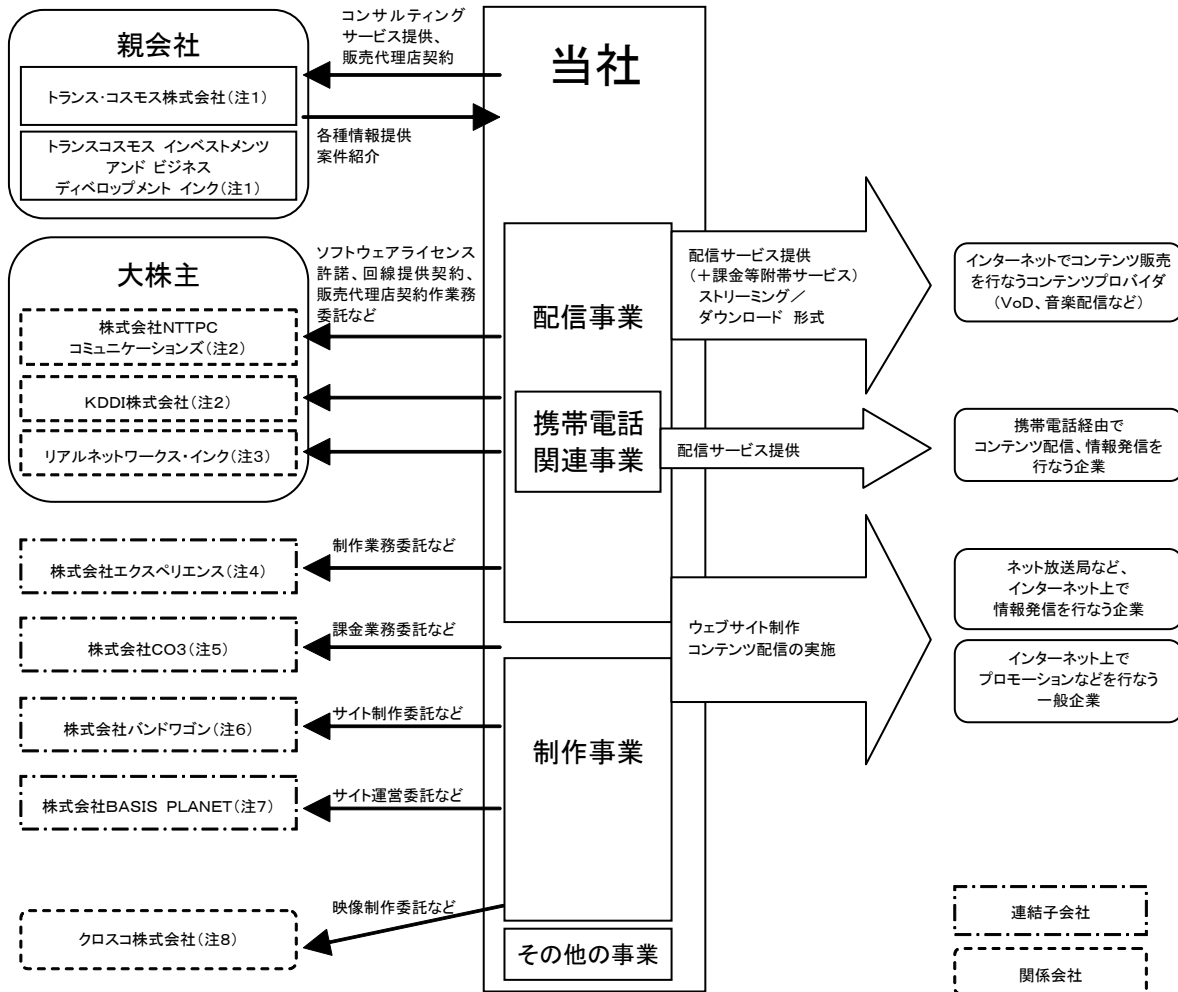 親会社
トランス・コスモス株式会社(注1)
トランスコスモス インベストメンツ
アンド ビジネス
ディベロップメント インク(注1)
コンサルティング
サービス提供、
販売代理店契約
各種情報提供
案件紹介
当社
大株主
株式会社NTTPC
コミュニケーションズ(注2)
KDDI株式会社(注2)
リアルネットワークス・インク(注3)
ソフトウェアライセンス
許諾、回線提供契約、
販売代理店契約作業務
委託など
配信事業
携帯電話
関連事業
配信サービス提供
(+課金等附帯サービス)
ストリーミング/
ダウンロード 形式
インターネットでコンテンツ販売
を行なうコンテンツプロバイダ
(VoD、音楽配信など)
配信サービス提供
携帯電話経由で
コンテンツ配信、情報発信を
行なう企業
株式会社エクスペリエンス(注4)
制作業務委託など
株式会社CO3(注5)
課金業務委託など
株式会社バンドワゴン(注6)
サイト制作委託など
株式会社BASIS PLANET(注7)
サイト運営委託など
クロスコ株式会社(注8)
映像制作委託など
制作事業
その他の事業
ウェブサイト制作
コンテンツ配信の実施
ネット放送局など、
インターネット上で
情報発信を行なう企業
インターネット上で
プロモーションなどを行なう
一般企業
連結子会社
関係会社